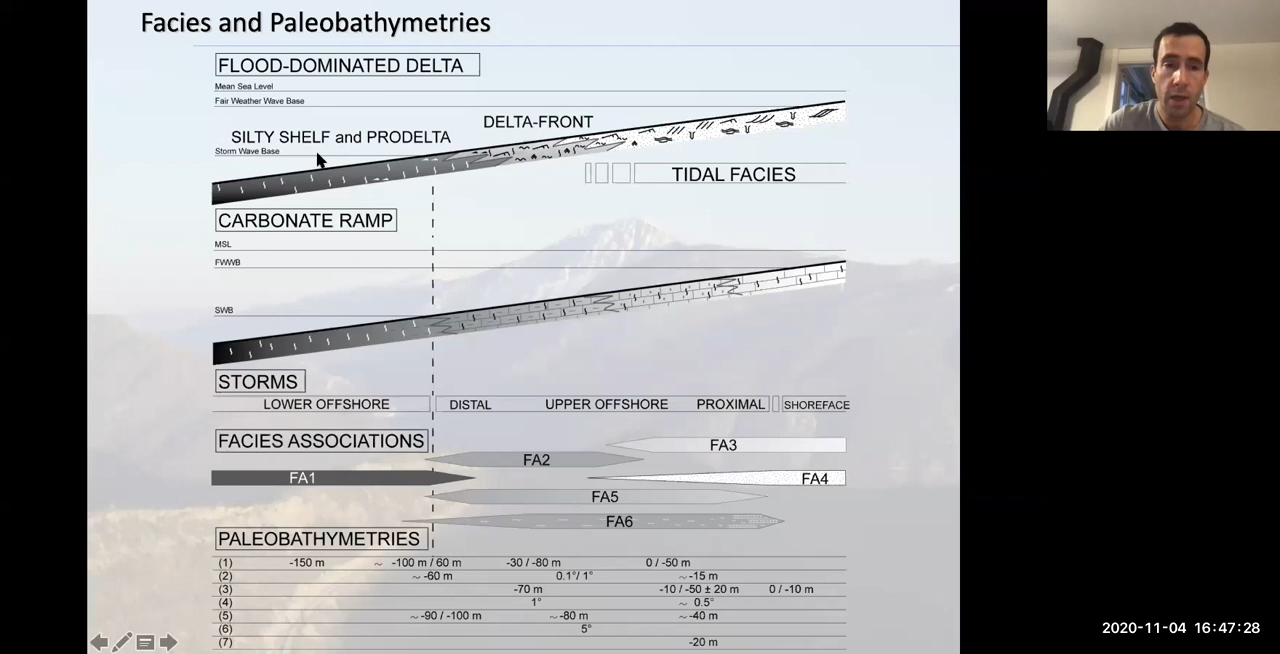 Facies and Paleobathymetries
FLOOD-DOMINATED DELTA
Mean Sea Level
Fair Weather Wave Base
DELTA-FRONT
SILTY SHELF and PRODELTA
Storm Wave Base
TIDAL FACIES
CARBONATE RAMP
MSL
FWWB
SWB
STORMS
LOWER OFFSHORE DISTAL UPPER OFFSHORE PROXIMAL SHOREFACE
FACIES ASSOCIATIONS
FA3
FA2
FA1
FA4
FA5
FA6
PALEOBATHYMETRIES
(1) -150 m ~ -100 m / 60 m -30 / -80 m 0 / -50 m
(2) ~ -60 m 0.1°/ 1° ~ -15 m
(3) -70 m -10 / -50 ± 20 m 0 / -10 m
(4) 1° ~ 0.5°
(5) ~ -90 / -100 m ~ -80 m ~ -40 m
(6) 5°
(7) -20 m
2020-11-04 16:47:28